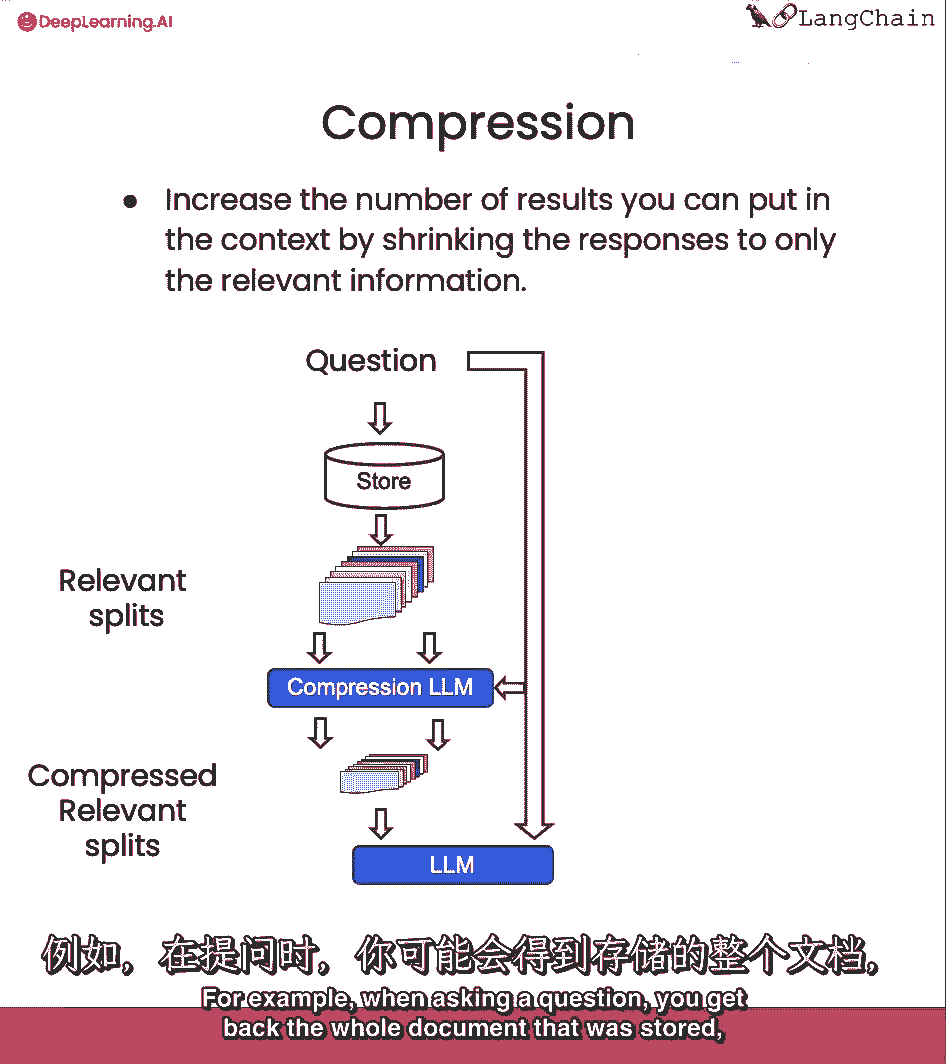 DeepLearning.AI
LangChain
Compression
● Increase the number of results you can put in
the context by shrinking the responses to only
the relevant information.
Question
Store
Relevant
splits
Compression LLM
Compressed
Relevant
splits
LLM
例如，在提问时，你可能会得到存储的整个文档，
For example, when asking a question, you get
back the whole document that was stored,